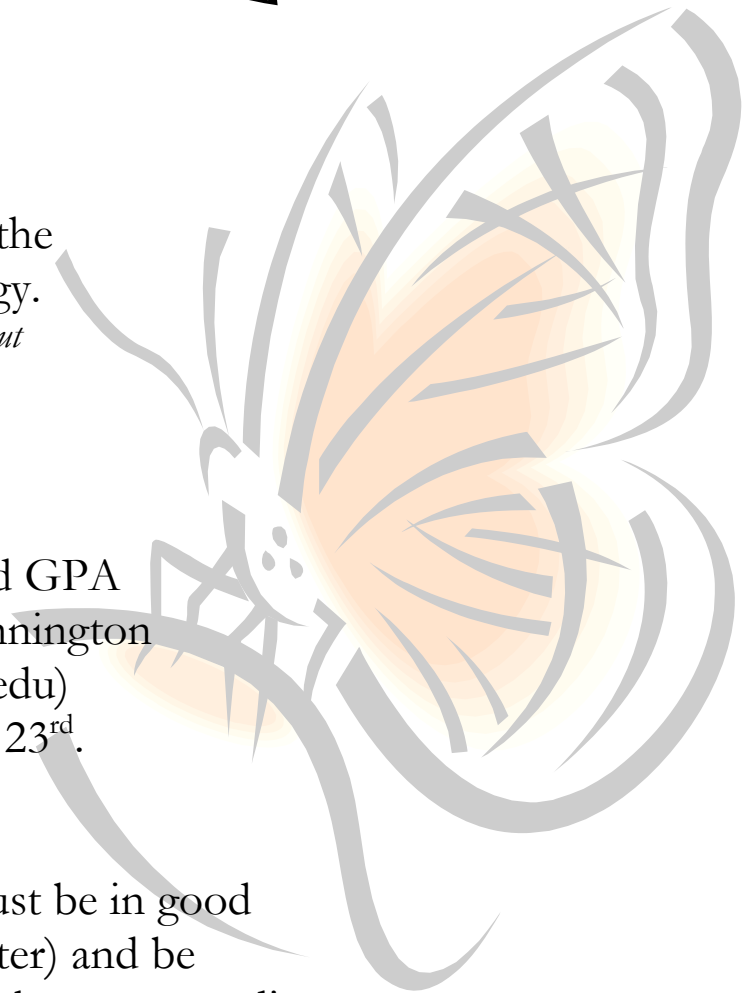 the
gy.
ut
d GPA
nnington
edu)
23rd.
ust be in good
ter) and be